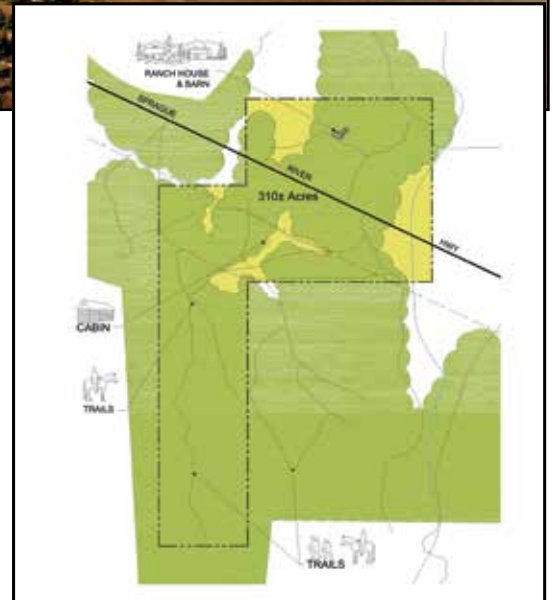 RANCH HOUSE
& BARN
SPRAGUE
RIVER
310± Acres
HWY
CABIN
TRAILS
TRAILS